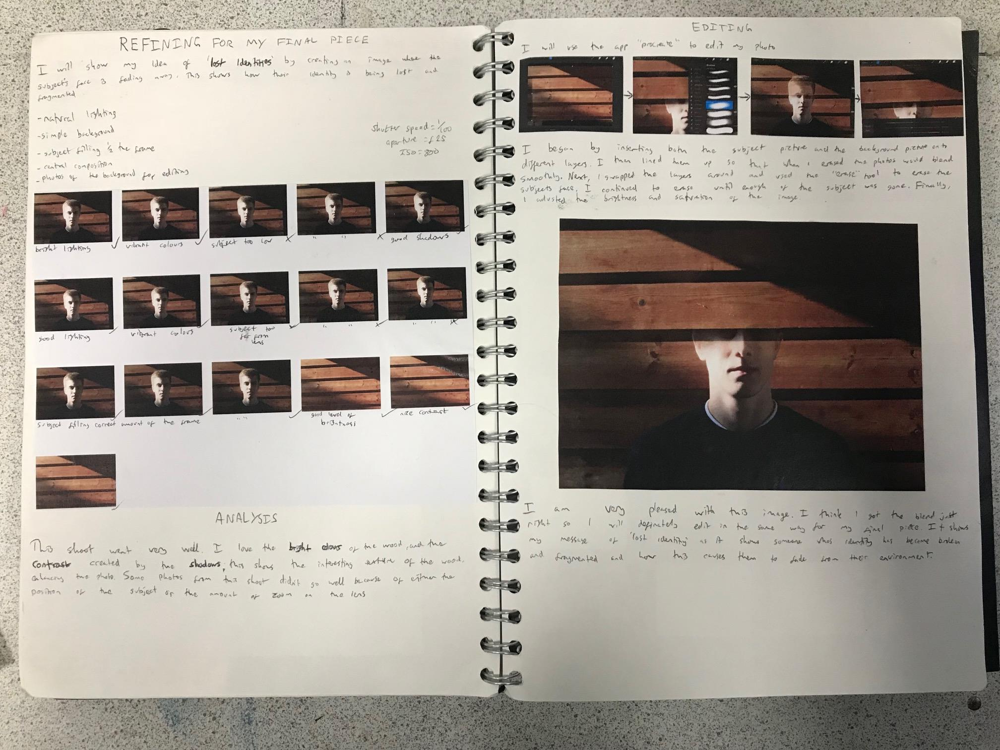 REFINING FOR MY FINAL PIECE
I will show my idea of 'lost identities' by creating an image where the
subject's face is fading away. This shows how their identity is being lost and
fragmented
-natural lighting
-simple background
-subject filling 1/2 the frame
-central composition
-photos of the background for editing
Shutter speed = 1/100
aperture = f25
ISO = 800
bright lighting ✓
vibrant colours ✓
subject too low ×
" " ×
good shadows ✓
good lighting ✓
vibrant colours ✓
subject too
far from
lens ×
" " ×
" " ×
subject filling correct amount of the frame ✓
" " ✓
good level of
brightness ✓
nice contrast ✓
✓
ANALYSIS
This shoot went very well. I love the bright colours of the wood, and the
contrast created by the shadows; this shows the interesting texture of the wood,
enhancing the photo. Some photos from this shoot didn't go well because of either the
position of the subject or the amount of zoom on the lens
EDITING
I will use the app "procreate" to edit my photo
I began by inserting both the subject picture and the background picture onto
different layers. I then lined them up so that when I erased the photos would blend
smoothly. Next, I swapped the layers around and used the "erase" tool to erase the
subjects face. I continued to erase until enough of the subject was gone. Finally,
I adusted the brightness and saturation of the image.
I am very pleased with this image. I think I got the blend just
right so I will definately edit in the same way for my final piece. It shows
my message of 'lost identity' as it shows someone whos identity has become broken
and fragmented and how this causes them to fade from their environment.